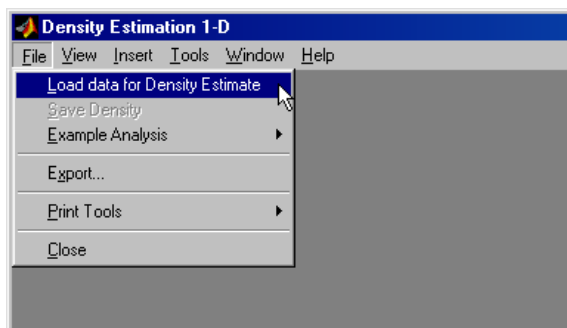 Density Estimation 1-D
File View Insert Tools Window Help
Load data for Density Estimate
Save Density
Example Analysis
Export...
Print Tools
Close